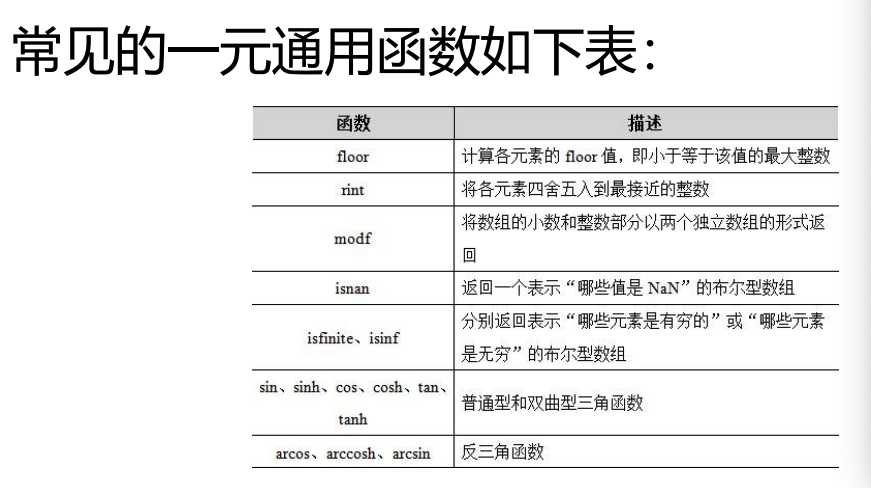 常见的一元通用函数如下表：
函数 描述
floor 计算各元素的 floor 值，即小于等于该值的最大整数
rint 将各元素四舍五入到最接近的整数
modf 将数组的小数和整数部分以两个独立数组的形式返
回
isnan 返回一个表示“哪些值是 NaN”的布尔型数组
isfinite、isinf 分别返回表示“哪些元素是有穷的”或“哪些元素
是无穷”的布尔型数组
sin、sinh、cos、cosh、tan、
tanh
普通型和双曲型三角函数
arcos、arccosh、arcsin 反三角函数